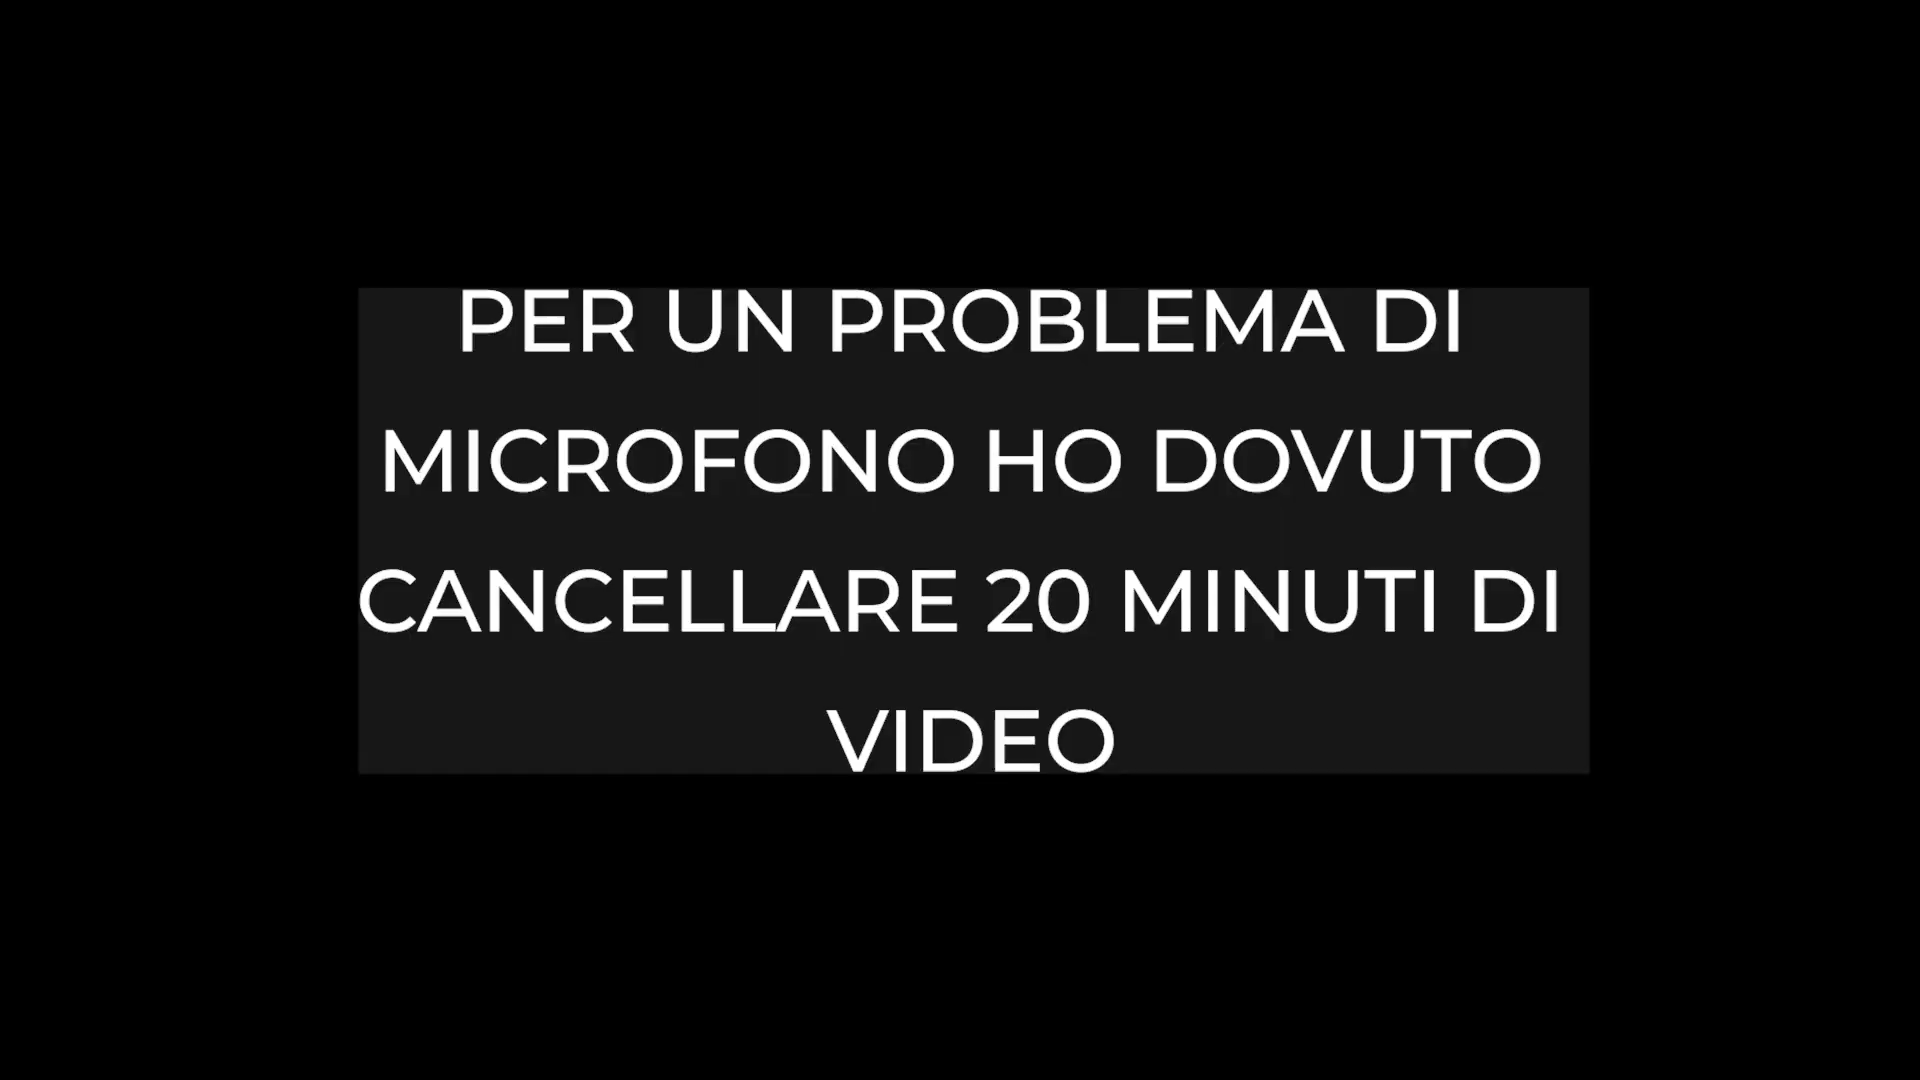 PER UN PROBLEMA DI
MICROFONO HO DOVUTO
CANCELLARE 20 MINUTI DI
VIDEO